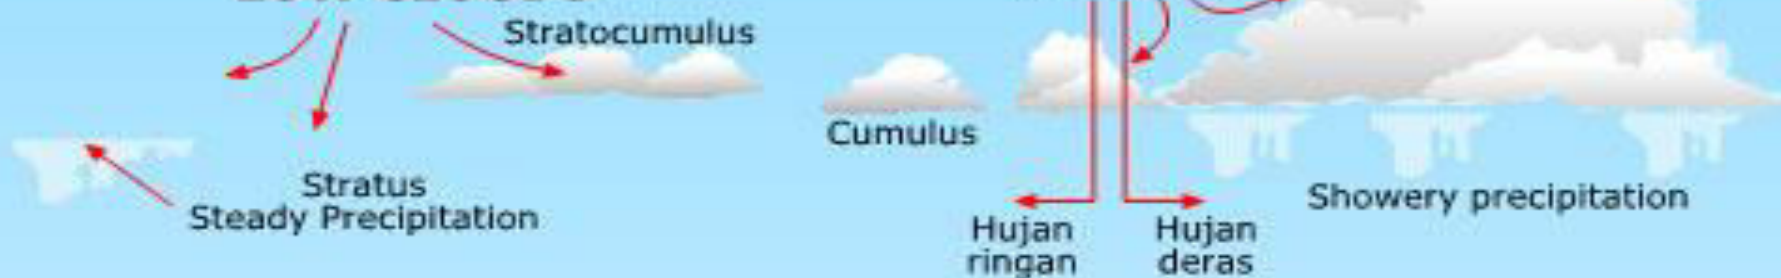 Stratocumulus
Cumulus
Stratus
Steady Precipitation
Showery precipitation
Hujan
ringan
Hujan
deras